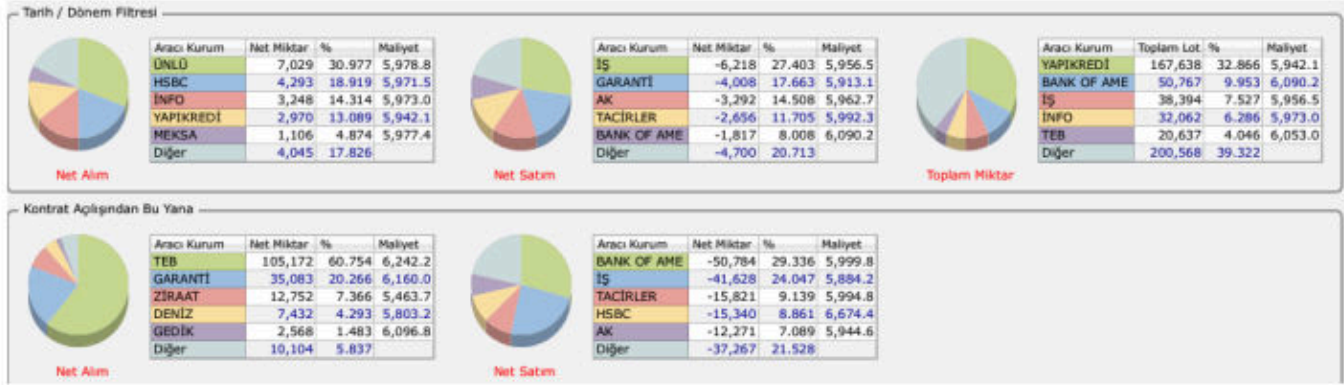 Tarih / Dönem Filtresi
Aracı Kurum Net Miktar % Maliyet
ÜNLÜ 7,029 30.977 5,978.8
HSBC 4,293 18.919 5,971.5
İNFO 3,248 14.314 5,973.0
YAPIKREDİ 2,970 13.089 5,942.1
MEKSA 1,106 4.874 5,977.4
Diğer 4,045 17.826
Net Alım
Aracı Kurum Net Miktar % Maliyet
İŞ -6,218 27.403 5,956.5
GARANTİ -4,008 17.663 5,913.1
AK -3,292 14.508 5,962.7
TACİRLER -2,656 11.705 5,992.3
BANK OF AME -1,817 8.008 6,090.2
Diğer -4,700 20.713
Net Satım
Aracı Kurum Toplam Lot % Maliyet
YAPIKREDİ 167,638 32.866 5,942.1
BANK OF AME 50,767 9.953 6,090.2
İŞ 38,394 7.527 5,956.5
İNFO 32,062 6.286 5,973.0
TEB 20,637 4.046 6,053.0
Diğer 200,568 39.322
Toplam Miktar
Kontrat Açılışından Bu Yana
Aracı Kurum Net Miktar % Maliyet
TEB 105,172 60.754 6,242.2
GARANTİ 35,083 20.266 6,160.0
ZİRAAT 12,752 7.366 5,463.7
DENİZ 7,432 4.293 5,803.2
GEDİK 2,568 1.483 6,096.8
Diğer 10,104 5.837
Net Alım
Aracı Kurum Net Miktar % Maliyet
BANK OF AME -50,784 29.336 5,999.8
İŞ -41,628 24.047 5,884.2
TACİRLER -15,821 9.139 5,994.8
HSBC -15,340 8.861 6,674.4
AK -12,271 7.089 5,944.6
Diğer -37,267 21.528
Net Satım